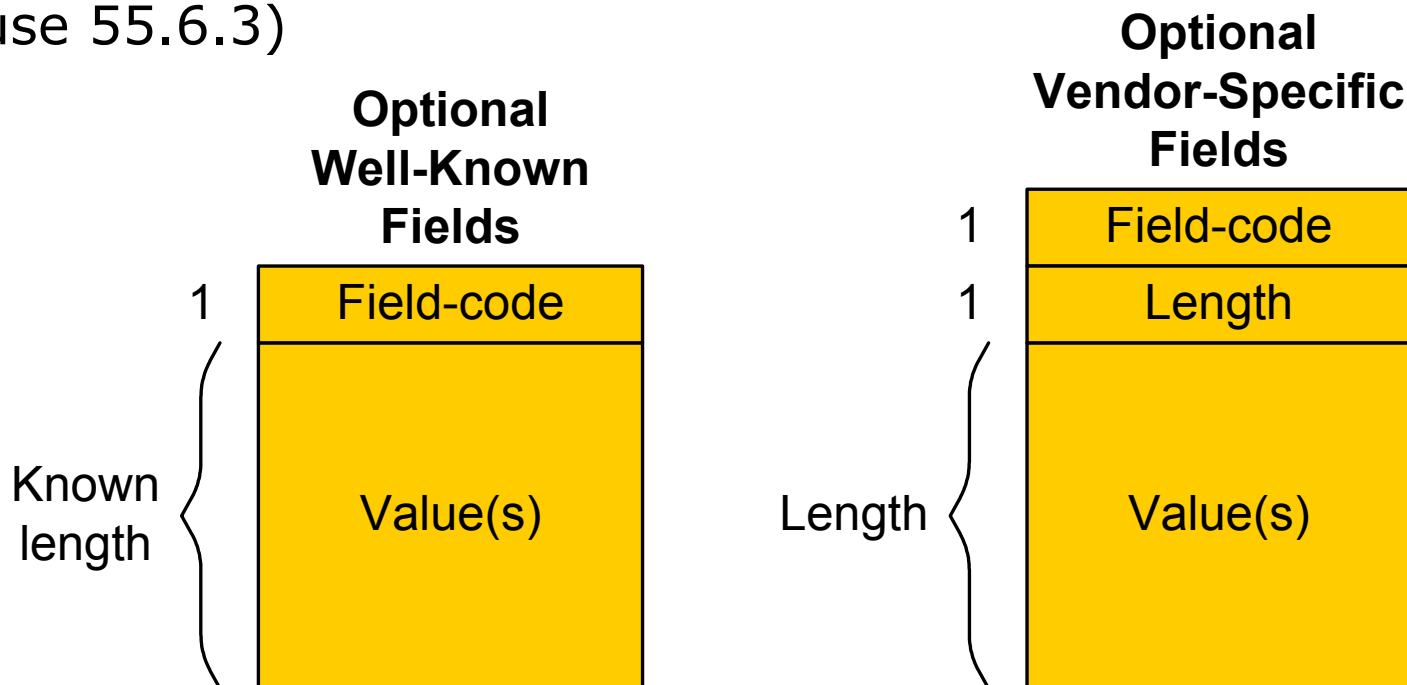 use 55.6.3)
Optional
Well-Known
Fields
1 Field-code
Known
length
Value(s)
Optional
Vendor-Specific
Fields
1 Field-code
1 Length
Length
Value(s)